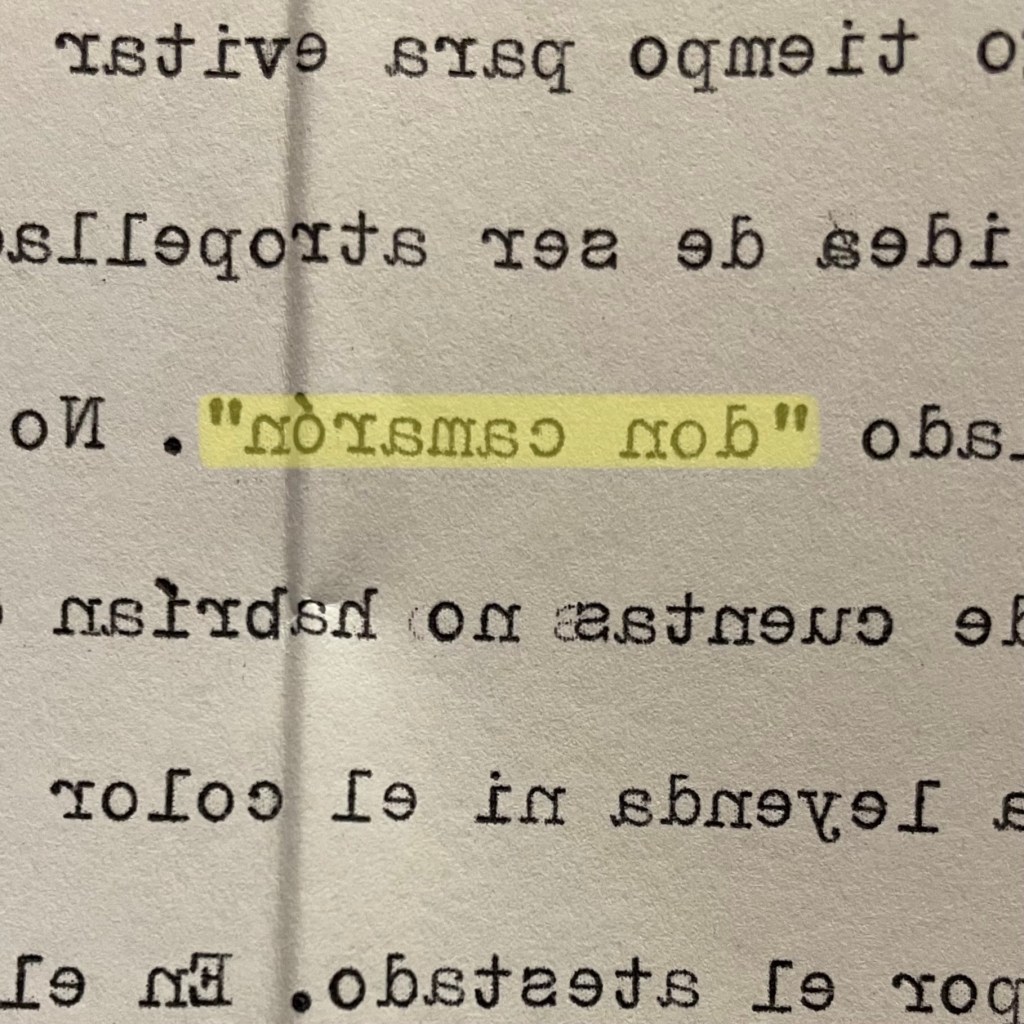 o tiempo para evitar
idea de ser atropella
ado "don camarón". No
de cuentas no habrían
a leyenda ni el color
por el atestado. En el